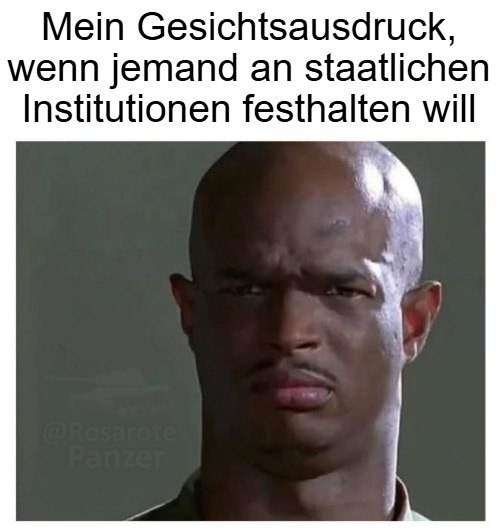 Mein Gesichtsausdruck,
wenn jemand an staatlichen
Institutionen festhalten will
@Rosarote
Panzer